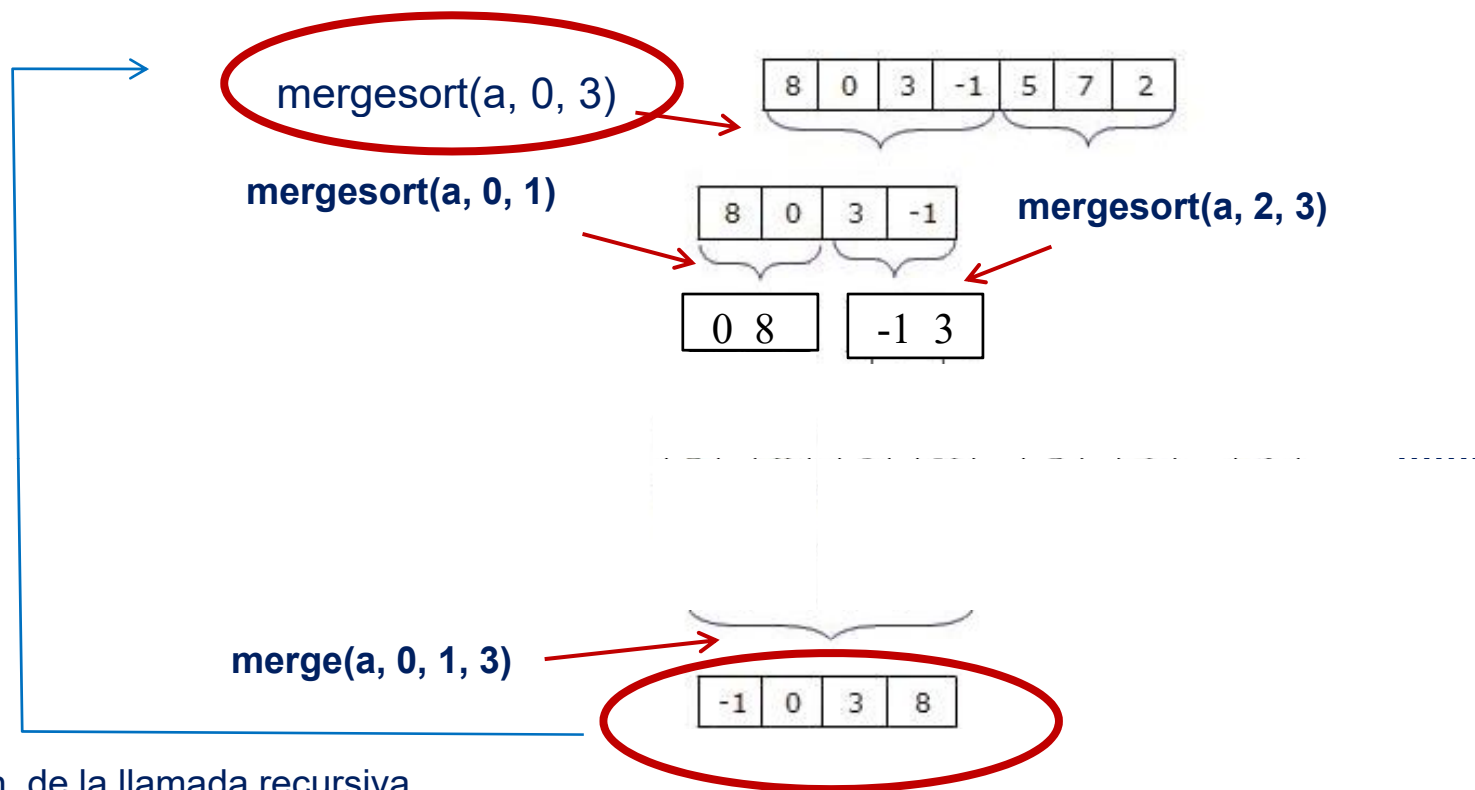 mergesort(a, 0, 3)
8 0 3 -1 5 7 2
mergesort(a, 0, 1)
8 0 3 -1
mergesort(a, 2, 3)
0 8
-1 3
merge(a, 0, 1, 3)
-1 0 3 8
de la llamada recursiva